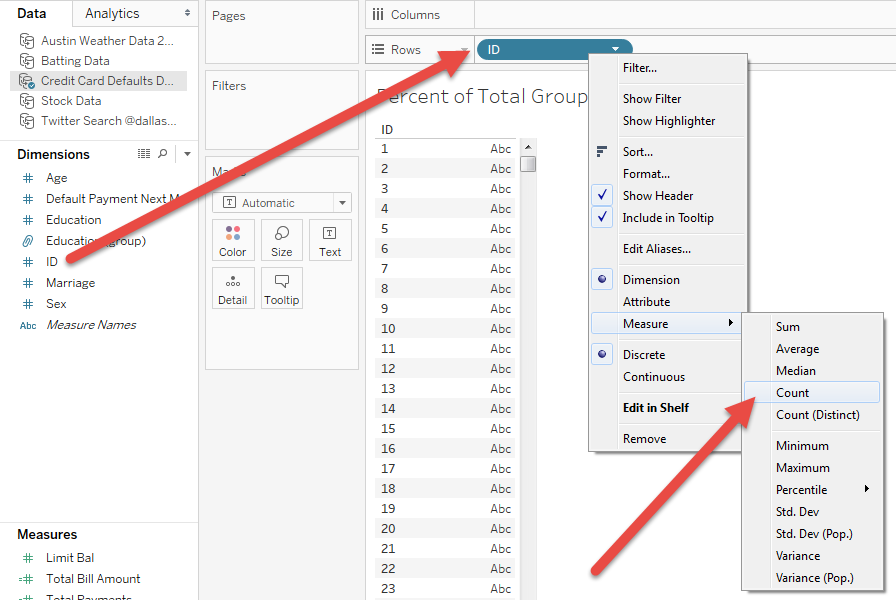 Data
Analytics
Austin Weather Data 2...
Batting Data
Credit Card Defaults D...
Stock Data
Twitter Search @dallas...
Dimensions
Age
Default Payment Next M
Education
Education (group)
ID
Marriage
Sex
Abc Measure Names
Measures
Limit Bal
Total Bill Amount
Total Payments
Pages
Filters
Automatic
Color
Size
Text
Detail
Tooltip
Columns
Rows
ID
Percent of Total Group
ID
1 Abc
2 Abc
3 Abc
4 Abc
5 Abc
6 Abc
7 Abc
8 Abc
9 Abc
10 Abc
11 Abc
12 Abc
13 Abc
14 Abc
15 Abc
16 Abc
17 Abc
18 Abc
19 Abc
20 Abc
21 Abc
22 Abc
23 Abc
Filter...
Show Filter
Show Highlighter
Sort...
Format...
Show Header
Include in Tooltip
Edit Aliases...
Dimension
Attribute
Measure
Discrete
Continuous
Edit in Shelf
Remove
Sum
Average
Median
Count
Count (Distinct)
Minimum
Maximum
Percentile
Std. Dev
Std. Dev (Pop.)
Variance
Variance (Pop.)